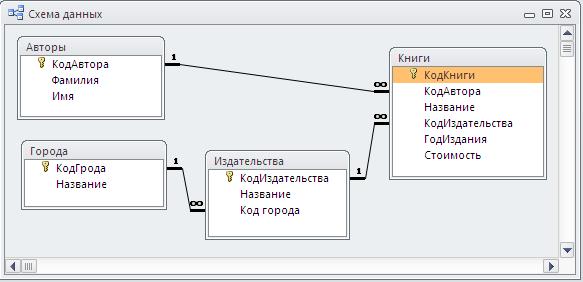 Схема данных
Авторы
КодАвтора
Фамилия
Имя
1
∞
Книги
КодКниги
КодАвтора
Название
КодИздательства
ГодИздания
Стоимость
∞
Города
КодГрода
Название
1
∞
Издательства
КодИздательства
Название
Код города
1